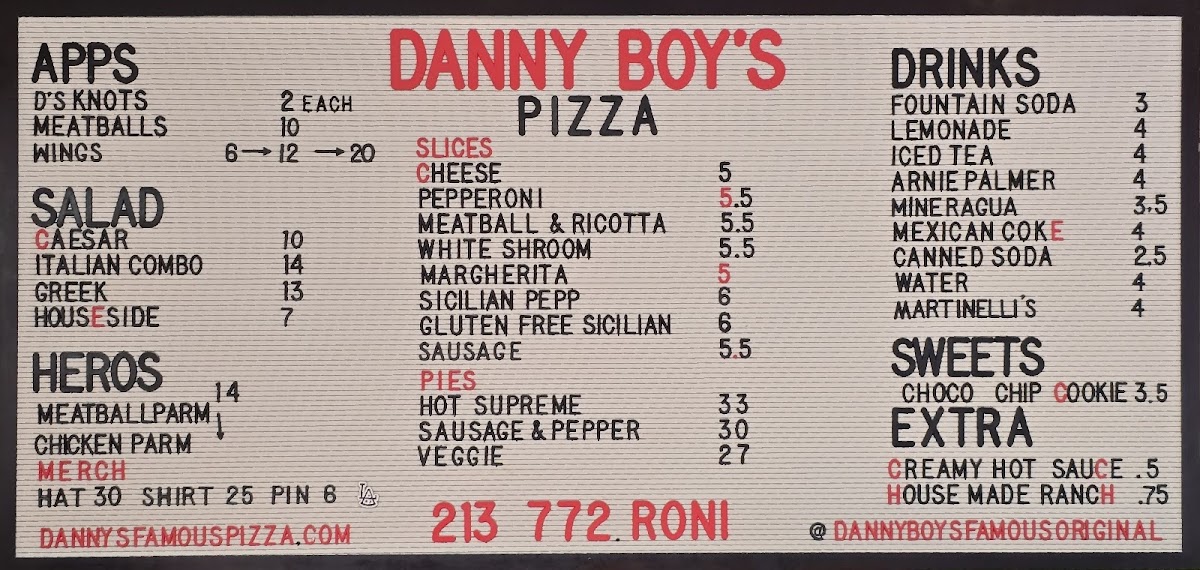 DANNY BOY'S
PIZZA
APPS
D'S KNOTS 2 EACH
MEATBALLS 10
WINGS 6→12 →20
SALAD
CAESAR 10
ITALIAN COMBO 14
GREEK 13
HOUSESIDE 7
HEROS
MEATBALLPARM 14
CHICKEN PARM ↓
MERCH
HAT 30 SHIRT 25 PIN 6 LA
DANNYSFAMOUSPIZZA.COM
SLICES
CHEESE 5
PEPPERONI 5.5
MEATBALL & RICOTTA 5.5
WHITE SHROOM 5.5
MARGHERITA 5
SICILIAN PEPP 6
GLUTEN FREE SICILIAN 6
SAUSAGE 5.5
PIES
HOT SUPREME 33
SAUSAGE & PEPPER 30
VEGGIE 27
213 772.RONI
DRINKS
FOUNTAIN SODA 3
LEMONADE 4
ICED TEA 4
ARNIE PALMER 4
MINERAGUA 3.5
MEXICAN COKE 4
CANNED SODA 2.5
WATER 4
MARTINELLI'S 4
SWEETS
CHOCO CHIP COOKIE 3.5
EXTRA
CREAMY HOT SAUCE .5
HOUSE MADE RANCH .75
@DANNYBOYSFAMOUSORIGINAL